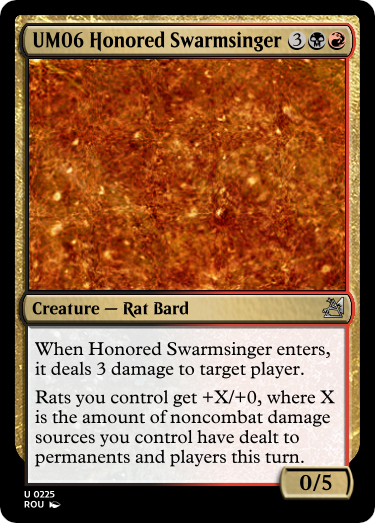 UM06 Honored Swarmsinger 3
Creature — Rat Bard
When Honored Swarmsinger enters,
it deals 3 damage to target player.
Rats you control get +X/+0, where X
is the amount of noncombat damage
sources you control have dealt to
permanents and players this turn.
0/5
U 0225
ROU